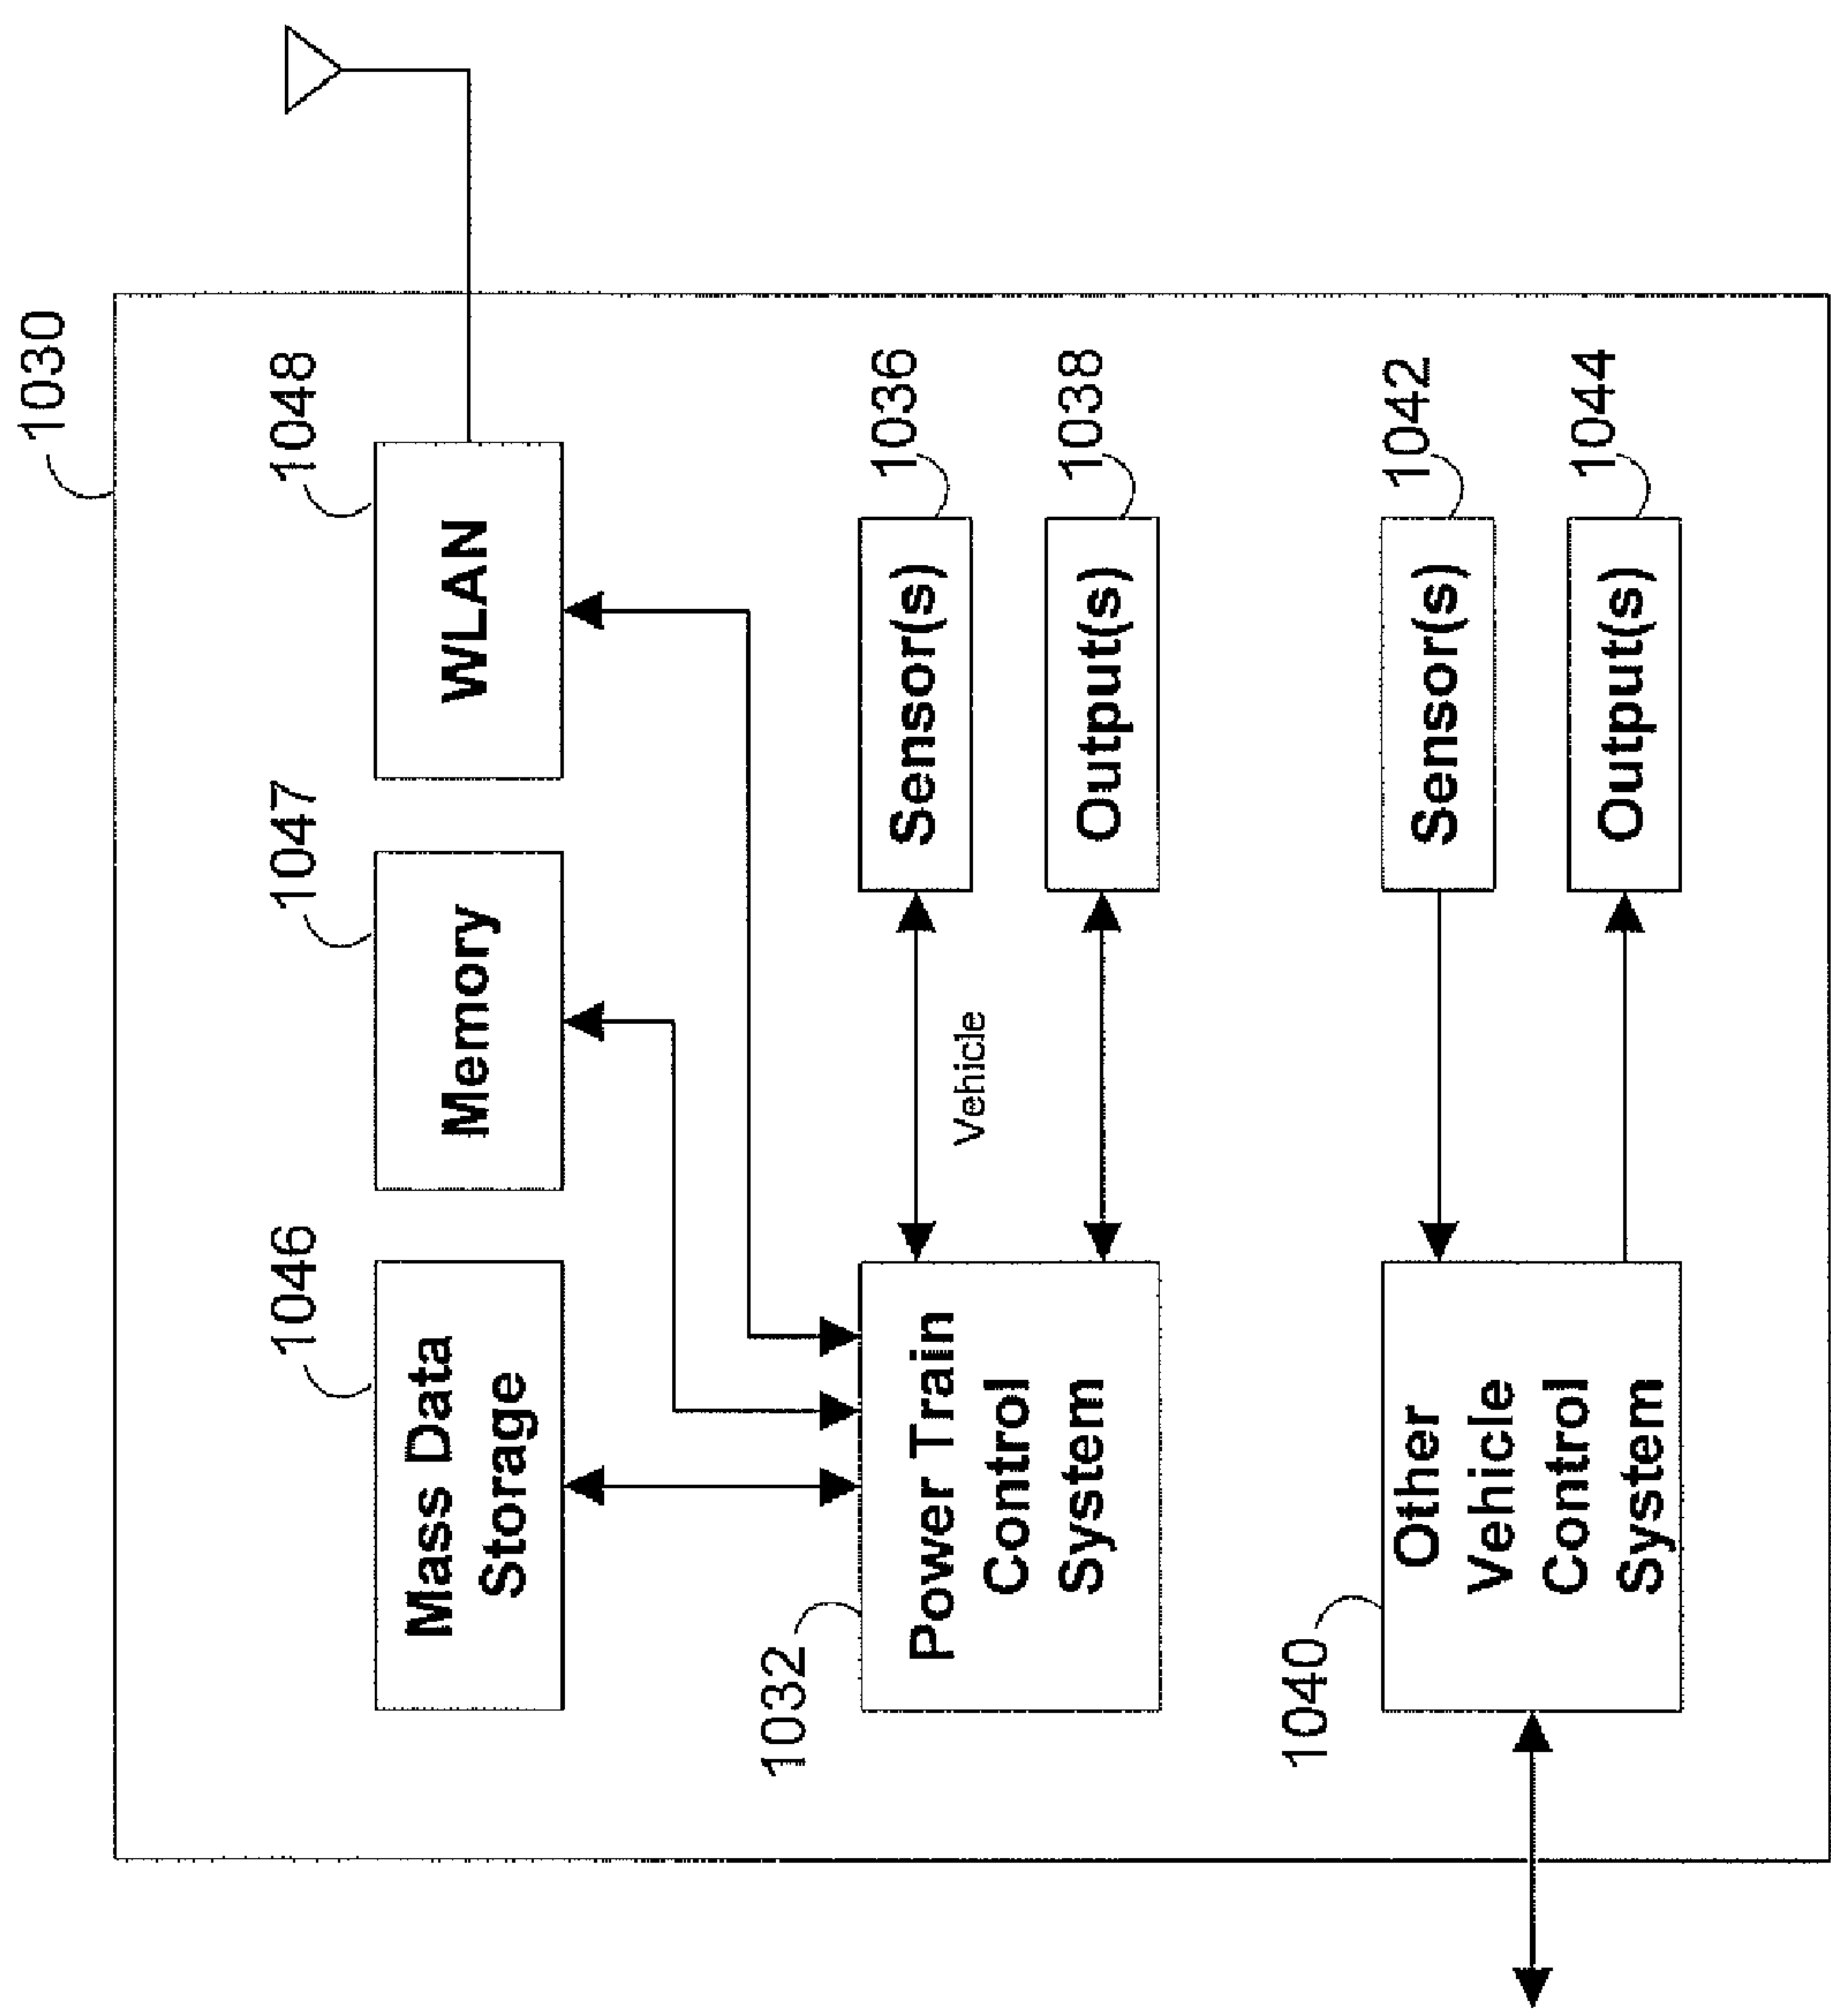 1030
1046
1047
1048
Mass Data
Storage
Memory
WLAN
1032
Power Train
Control
System
Vehicle
Sensor(s)
1036
Output(s)
1038
1040
Other
Vehicle
Control
System
Sensor(s)
1042
Output(s)
1044